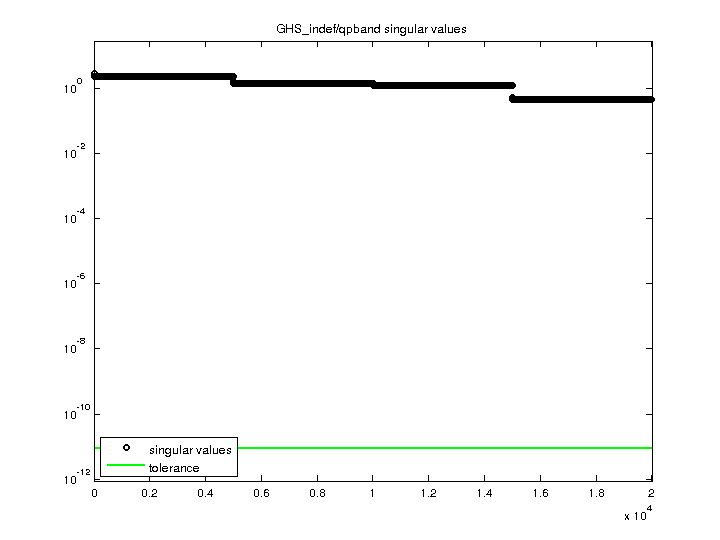 GHS_indef/qpband singular values
10^0
10^-2
10^-4
10^-6
10^-8
10^-10
10^-12
singular values
tolerance
0 0.2 0.4 0.6 0.8 1 1.2 1.4 1.6 1.8 2
x 10^4